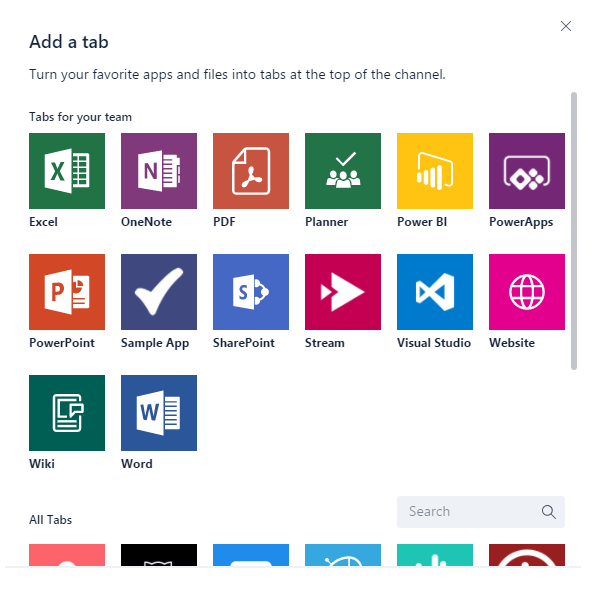 Add a tab
Turn your favorite apps and files into tabs at the top of the channel.
Tabs for your team
X N
Excel OneNote PDF Planner Power BI PowerApps
P S
PowerPoint Sample App SharePoint Stream Visual Studio Website
W
Wiki Word
All Tabs Search